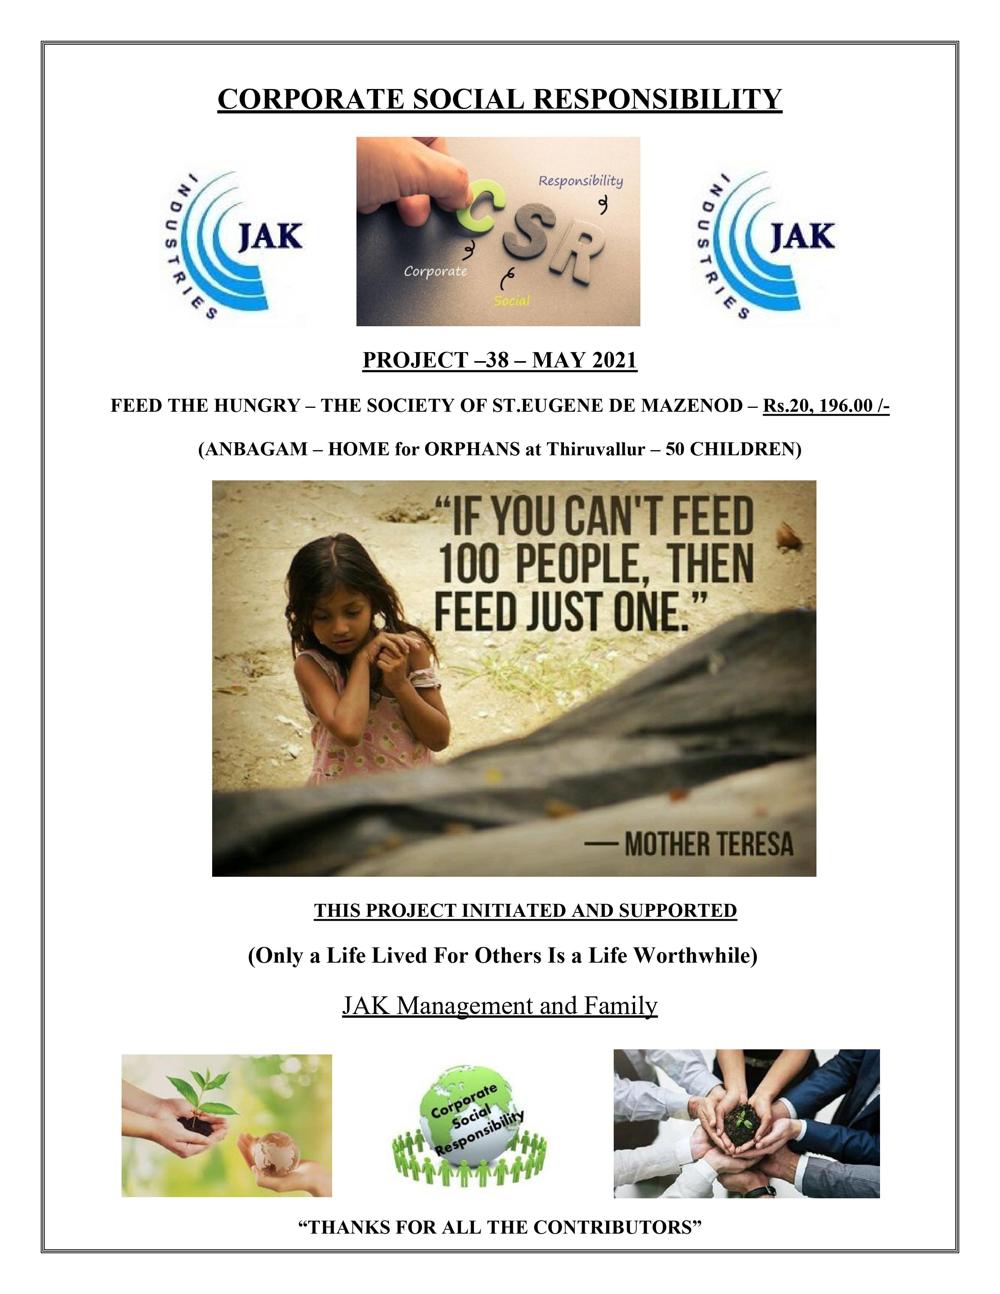 CORPORATE SOCIAL RESPONSIBILITY
INDUSTRIES
JAK
Responsibility
CSR
Corporate
Social
INDUSTRIES
JAK
PROJECT –38 – MAY 2021
FEED THE HUNGRY – THE SOCIETY OF ST.EUGENE DE MAZENOD – Rs.20, 196.00 /-
(ANBAGAM – HOME for ORPHANS at Thiruvallur – 50 CHILDREN)
“IF YOU CAN'T FEED
100 PEOPLE, THEN
FEED JUST ONE.”
— MOTHER TERESA
THIS PROJECT INITIATED AND SUPPORTED
(Only a Life Lived For Others Is a Life Worthwhile)
JAK Management and Family
Corporate
Social
Responsibility
“THANKS FOR ALL THE CONTRIBUTORS”